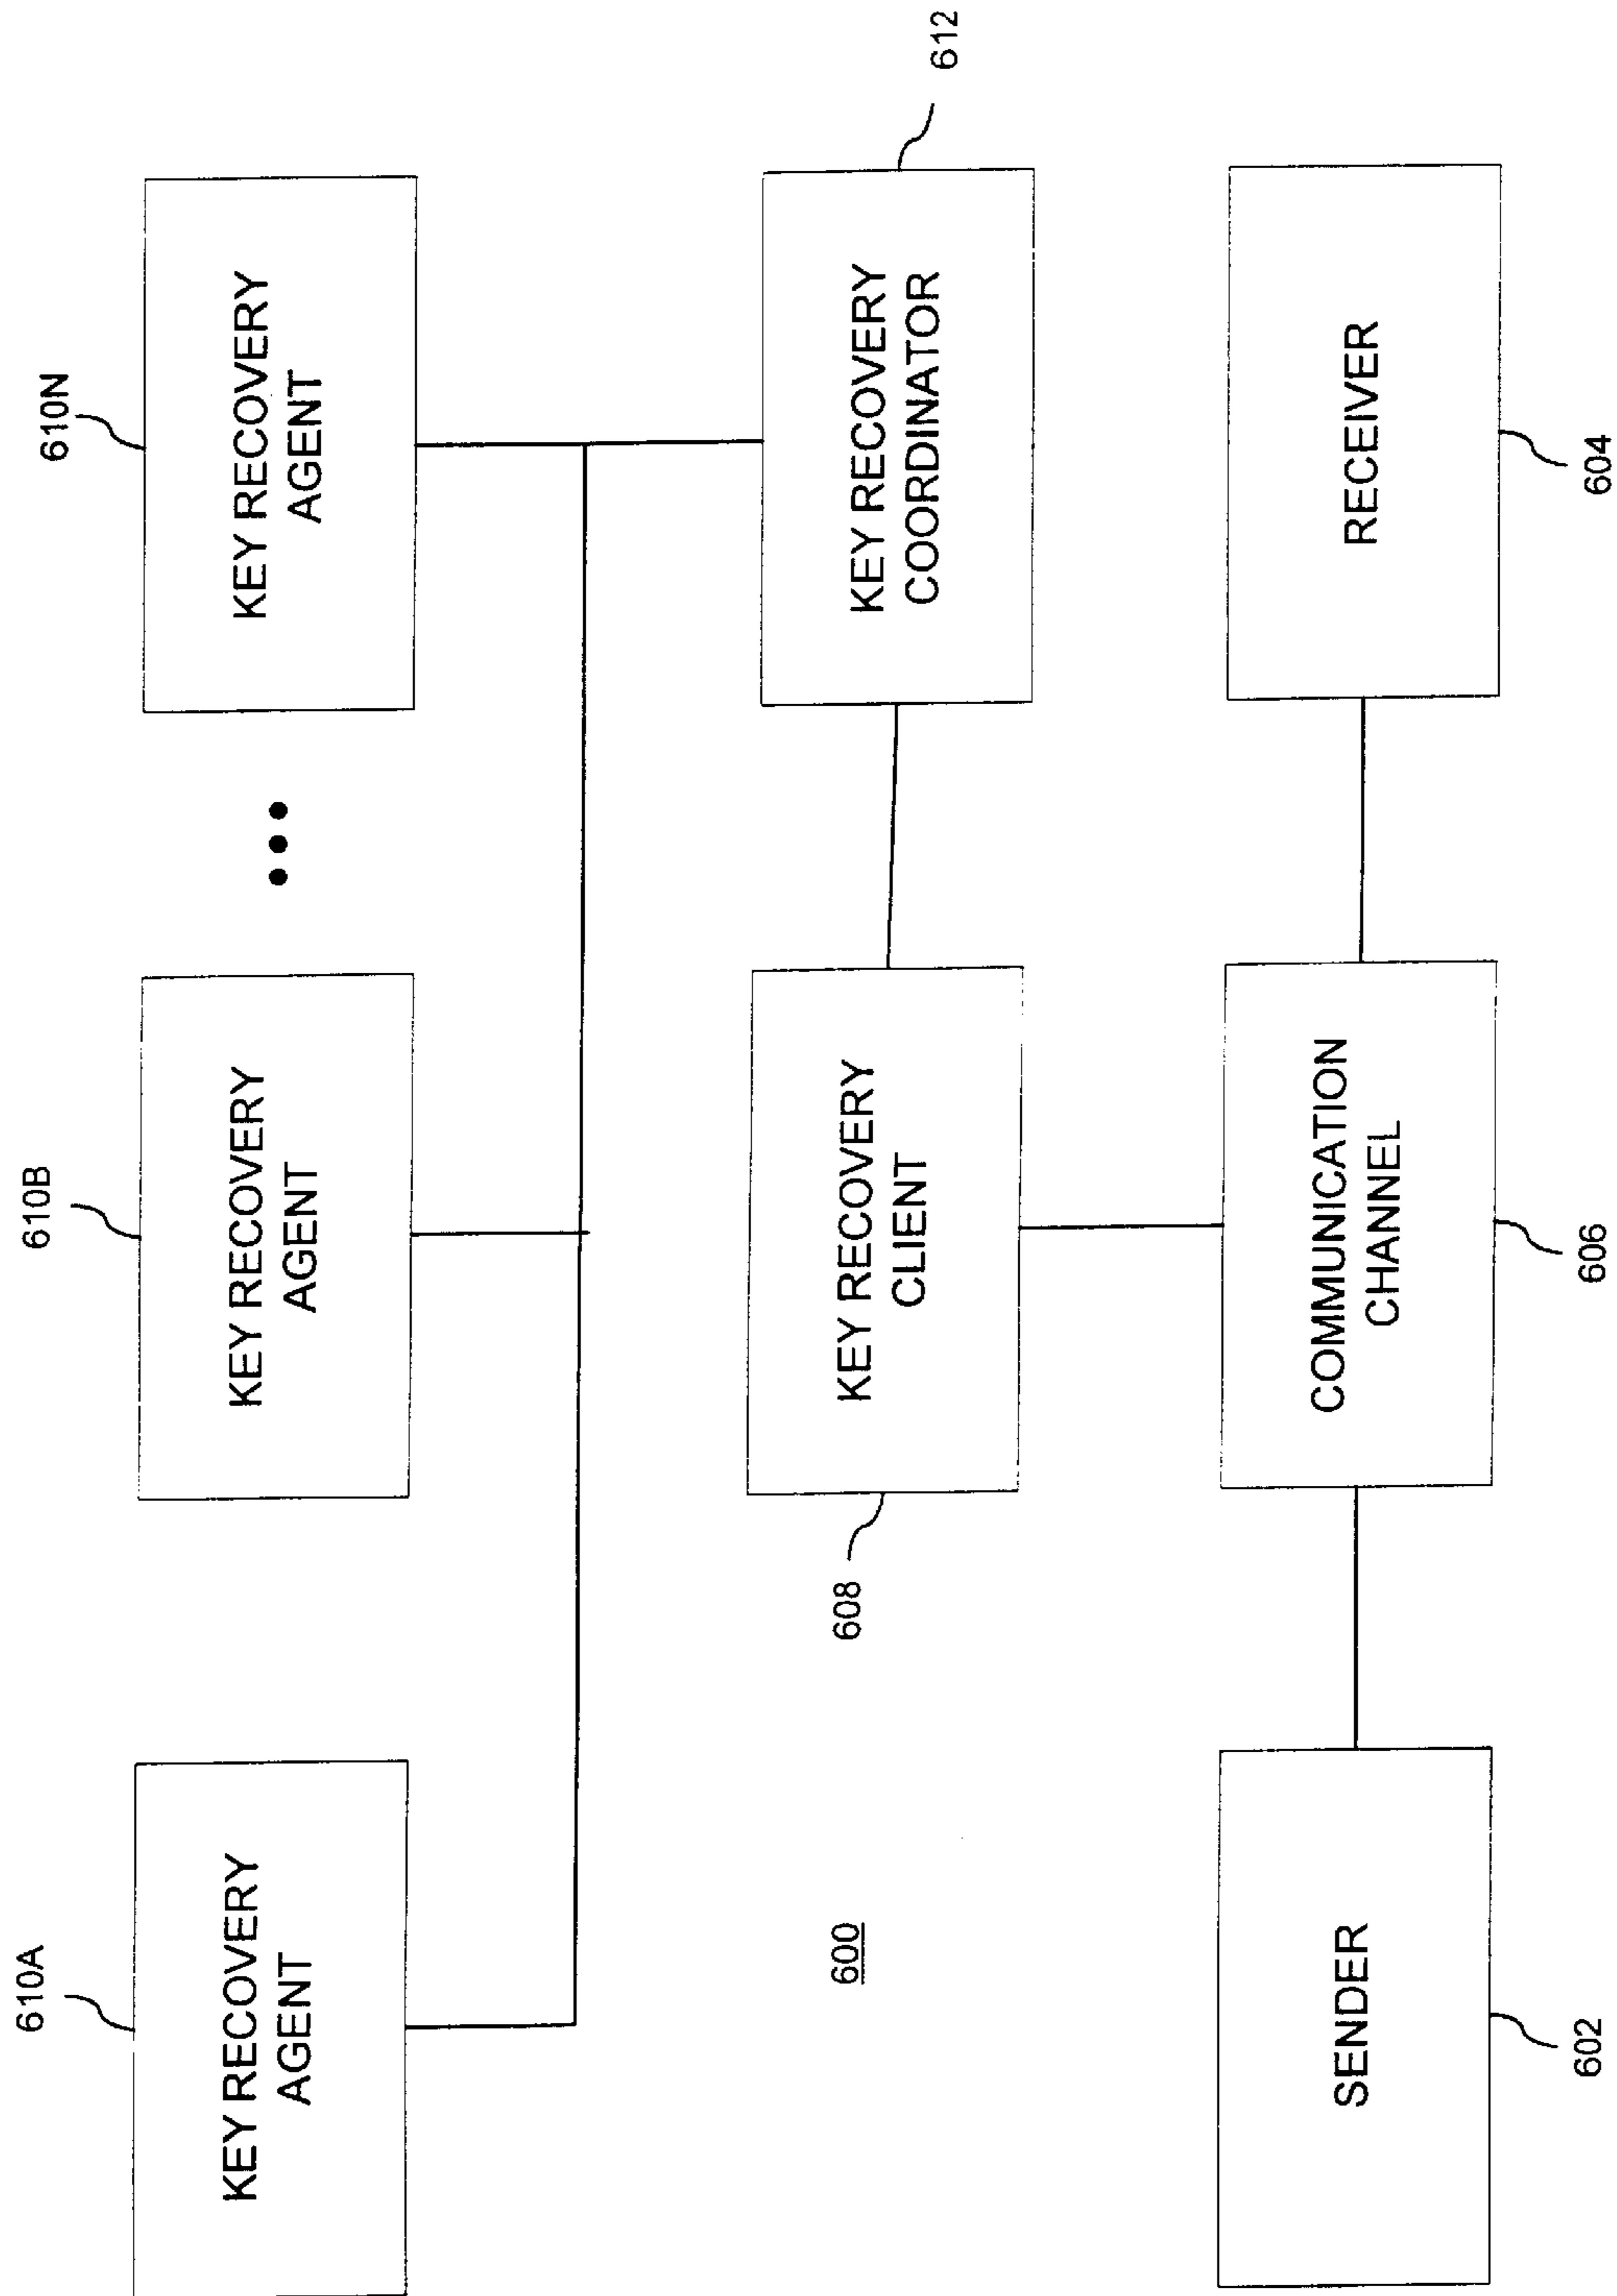 610A
610B
610N
KEY RECOVERY
AGENT
KEY RECOVERY
AGENT
•••
KEY RECOVERY
AGENT
600
608
KEY RECOVERY
CLIENT
KEY RECOVERY
COORDINATOR
612
SENDER
COMMUNICATION
CHANNEL
RECEIVER
602
606
604